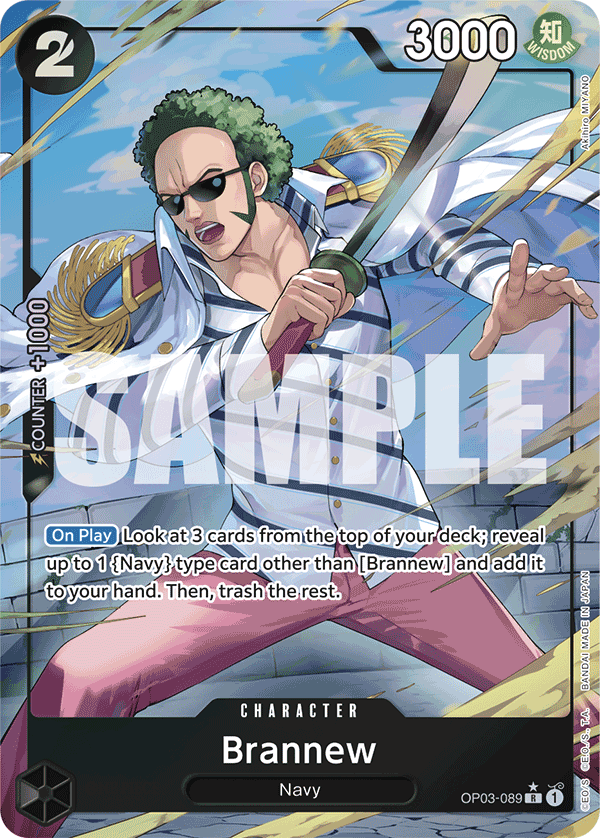 2
3000
知
WISDOM
Akihiro MIYANO
COUNTER +1000
SAMPLE
On Play Look at 3 cards from the top of your deck; reveal
up to 1 {Navy} type card other than [Brannew] and add it
to your hand. Then, trash the rest.
©E.O./S. ©E.O./S., T.A. BANDAI MADE IN JAPAN
CHARACTER
Brannew
Navy
OP03-089 R 1